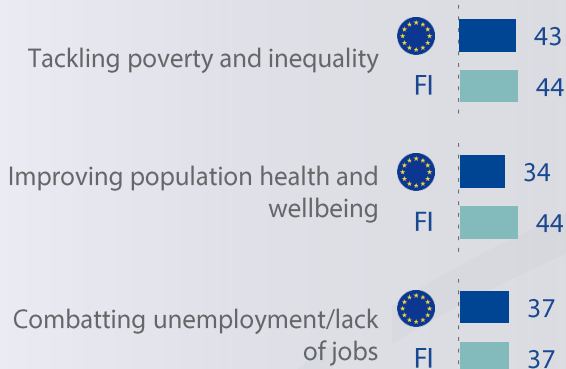 43
Tackling poverty and inequality
FI 44
34
Improving population health and
wellbeing
FI 44
37
Combatting unemployment/lack
of jobs
FI 37